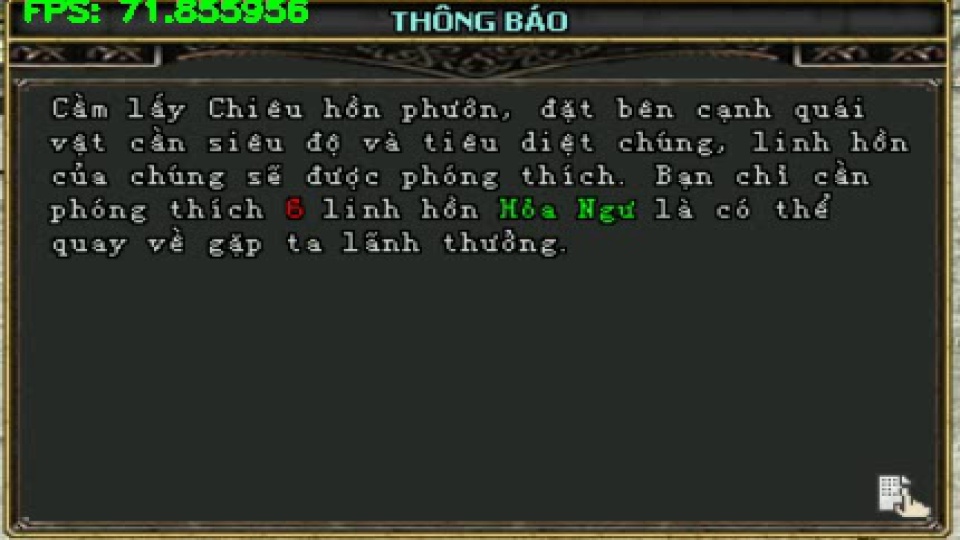 FPS: 71.855956
THÔNG BÁO
Cầm lấy Chiêu hồn phướn, đặt bên cạnh quái
vật cần siêu độ và tiêu diệt chúng, linh hồn
của chúng sẽ được phóng thích. Bạn chỉ cần
phóng thích 6 linh hồn Hỏa Ngư là có thể
quay về gặp ta lãnh thưởng.